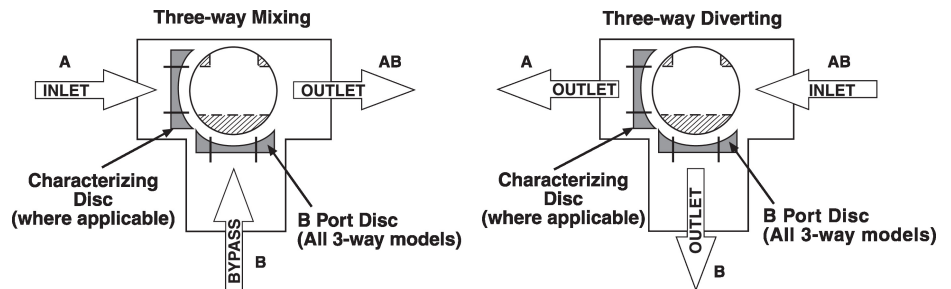 Three-way Mixing
A
AB
INLET
OUTLET
Characterizing
Disc
(where applicable)
B Port Disc
(All 3-way models)
BYPASS
B
Three-way Diverting
A
AB
OUTLET
INLET
Characterizing
Disc
(where applicable)
B Port Disc
(All 3-way models)
OUTLET
B